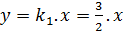 y = k₁.x = 3/2 . x